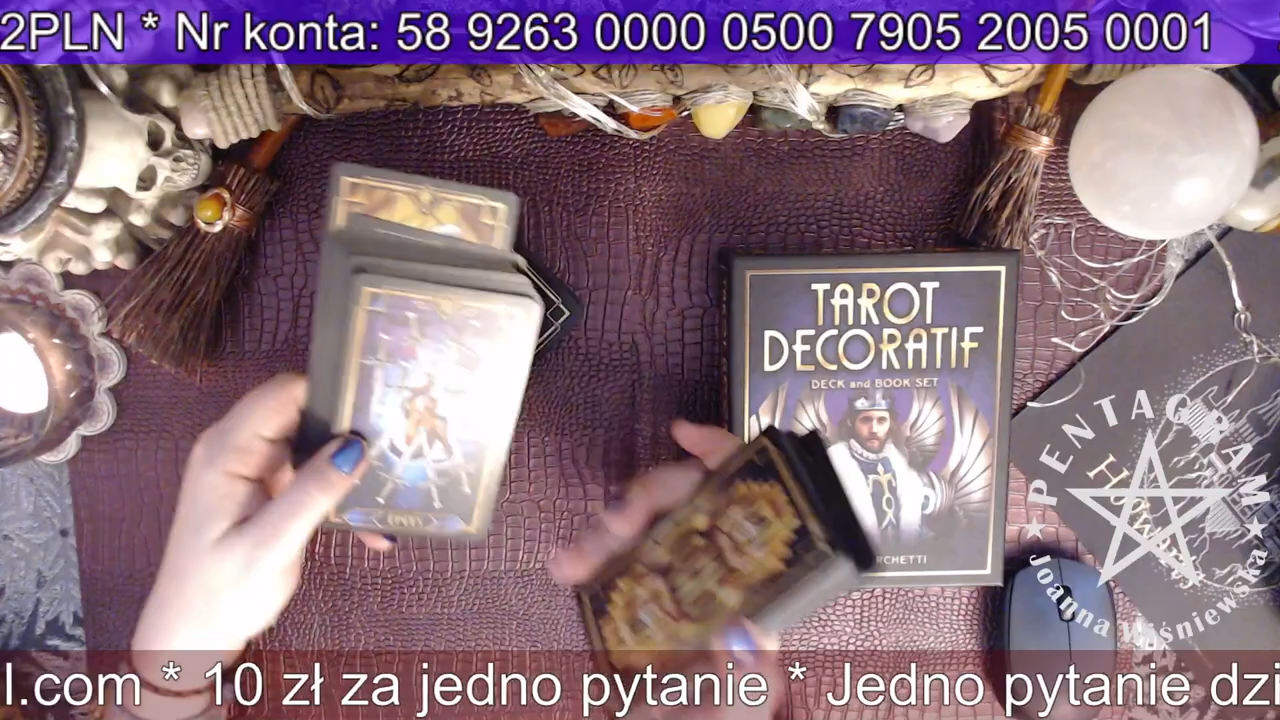 2PLN * Nr konta: 58 9263 0000 0500 7905 2005 0001
TAROT
DECORATIF
DECK and BOOK SET
RCHETTI
PENTAGRAM
Joanna Wiśniewska
l.com * 10 zł za jedno pytanie * Jedno pytanie dzi